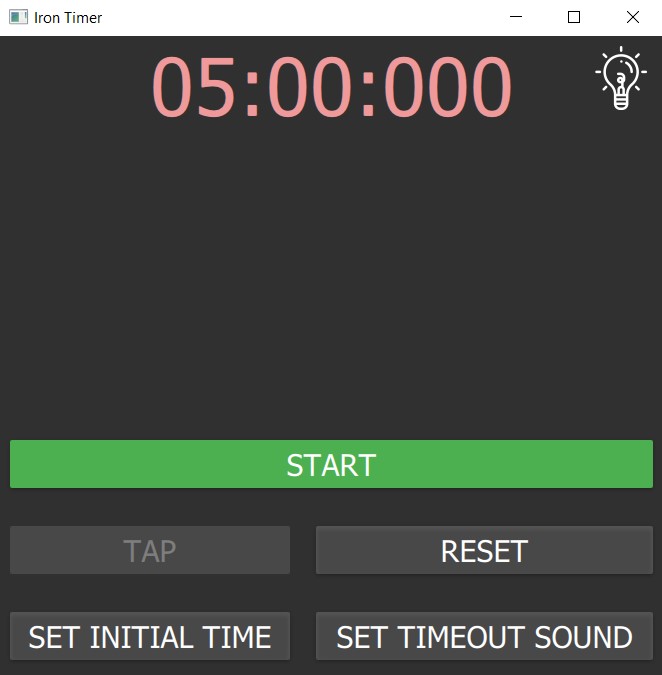 Iron Timer
05:00:000
START
TAP
RESET
SET INITIAL TIME
SET TIMEOUT SOUND